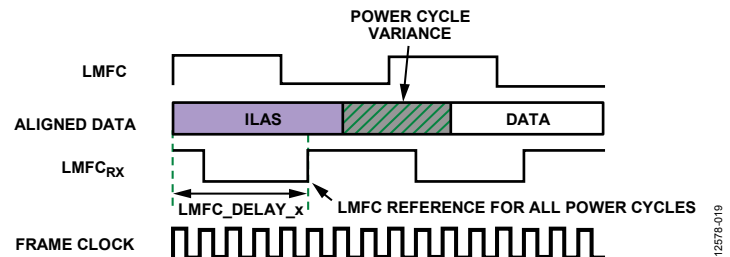 POWER CYCLE
VARIANCE
LMFC
ALIGNED DATA
ILAS
DATA
LMFCRX
LMFC_DELAY_x
LMFC REFERENCE FOR ALL POWER CYCLES
FRAME CLOCK
12578-019